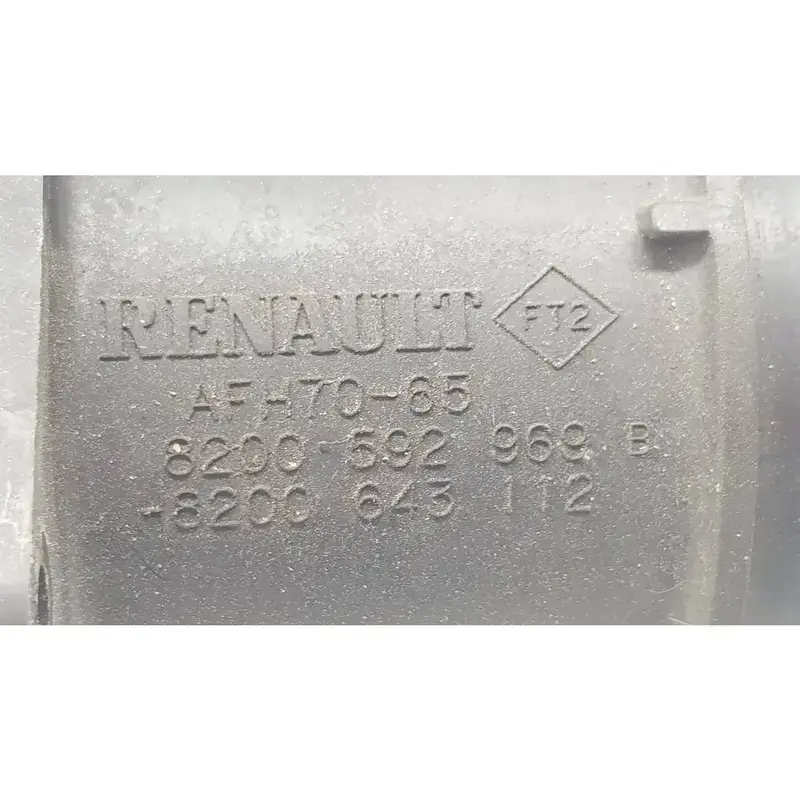 RENAULT FT2
AFH70-65
8200 592 969 B
-8200 643 112